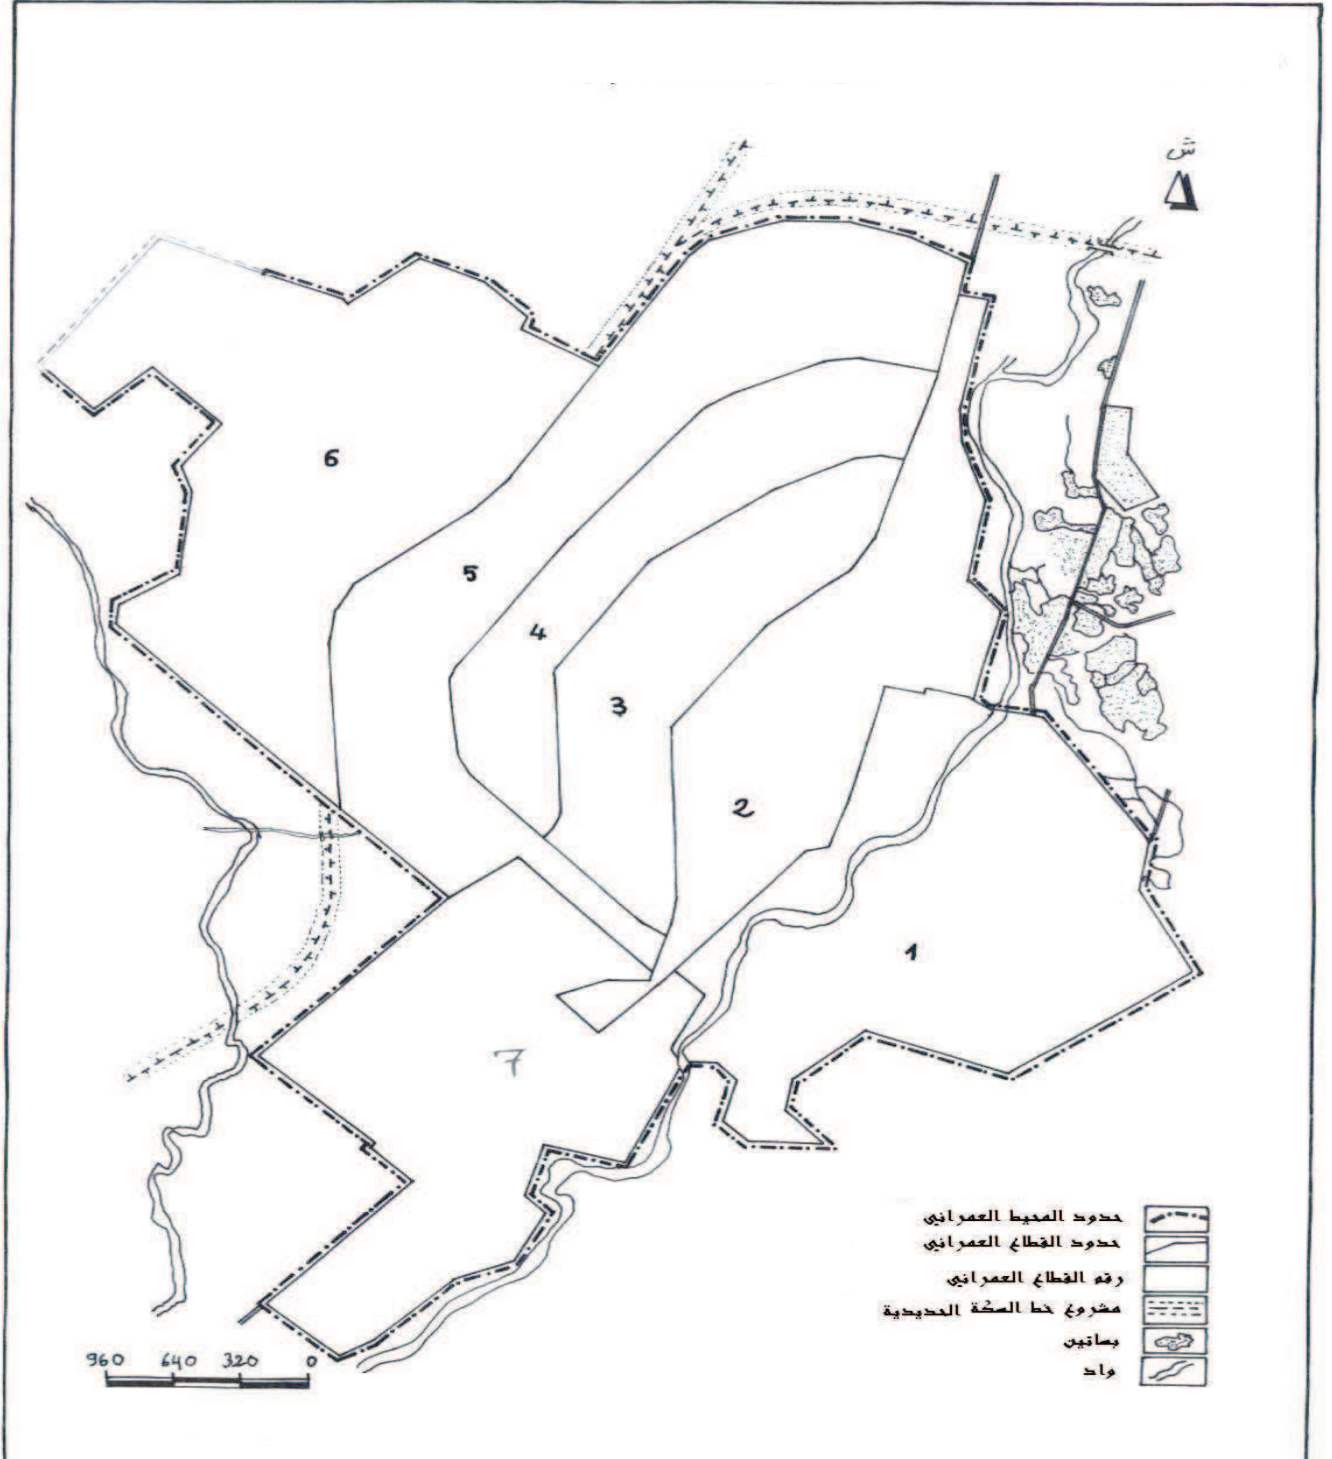 ش
6
5
4
3
2
1
7
حدود المحيط العمراني
حدود القطاع العمراني
رقم القطاع العمراني
مشروع خط السكة الحديدية
بساتين
واد
960 640 320 0